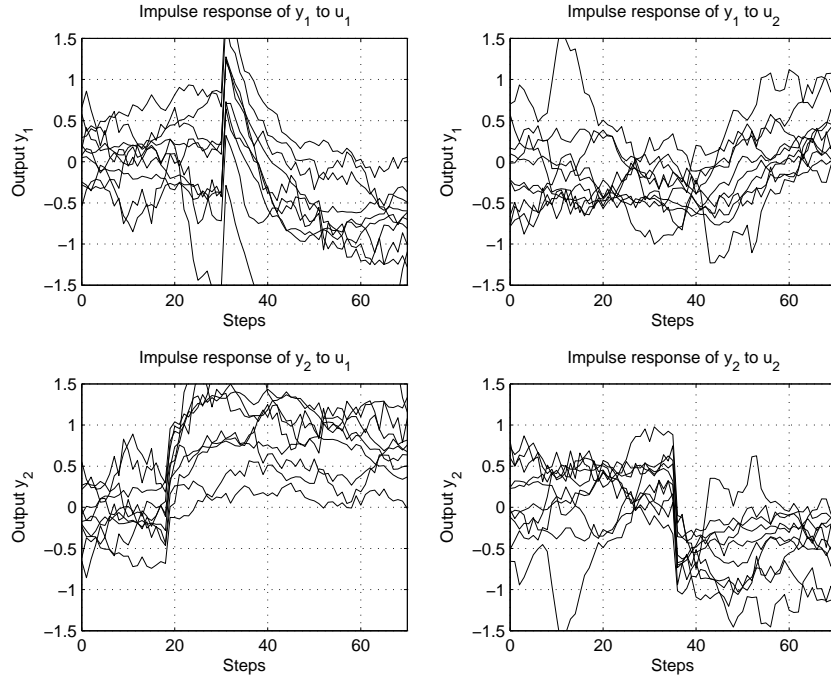 Impulse response of y₁ to u₁
1.5
1
0.5
0
−0.5
−1
−1.5
0 20 40 60
Output y₁
Steps
Impulse response of y₁ to u₂
1.5
1
0.5
0
−0.5
−1
−1.5
0 20 40 60
Output y₁
Steps
Impulse response of y₂ to u₁
1.5
1
0.5
0
−0.5
−1
−1.5
0 20 40 60
Output y₂
Steps
Impulse response of y₂ to u₂
1.5
1
0.5
0
−0.5
−1
−1.5
0 20 40 60
Output y₂
Steps